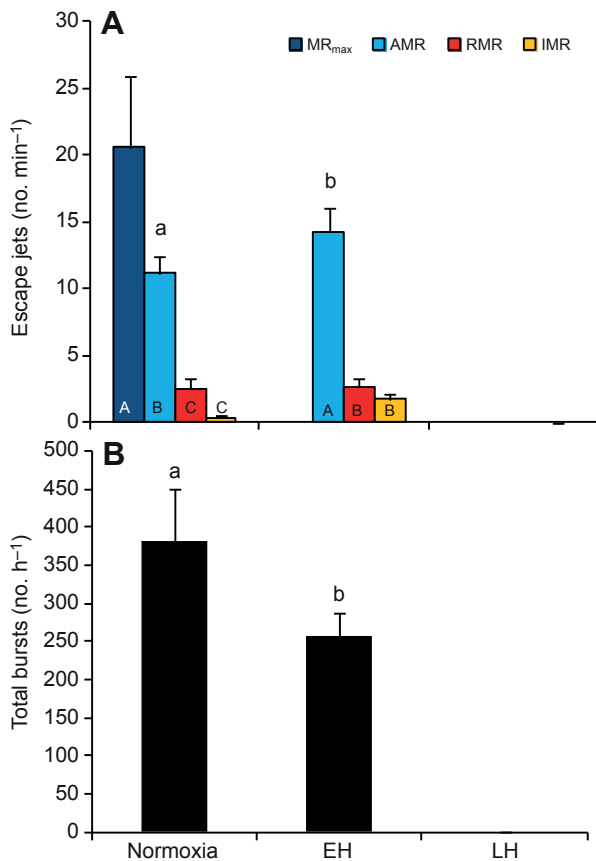 A
MRmax AMR RMR IMR
Escape jets (no. min−1)
30
25
20
15
10
5
0
a
b
A B C C
A B B
B
Total bursts (no. h−1)
500
450
400
350
300
250
200
150
100
50
0
a
b
Normoxia EH LH